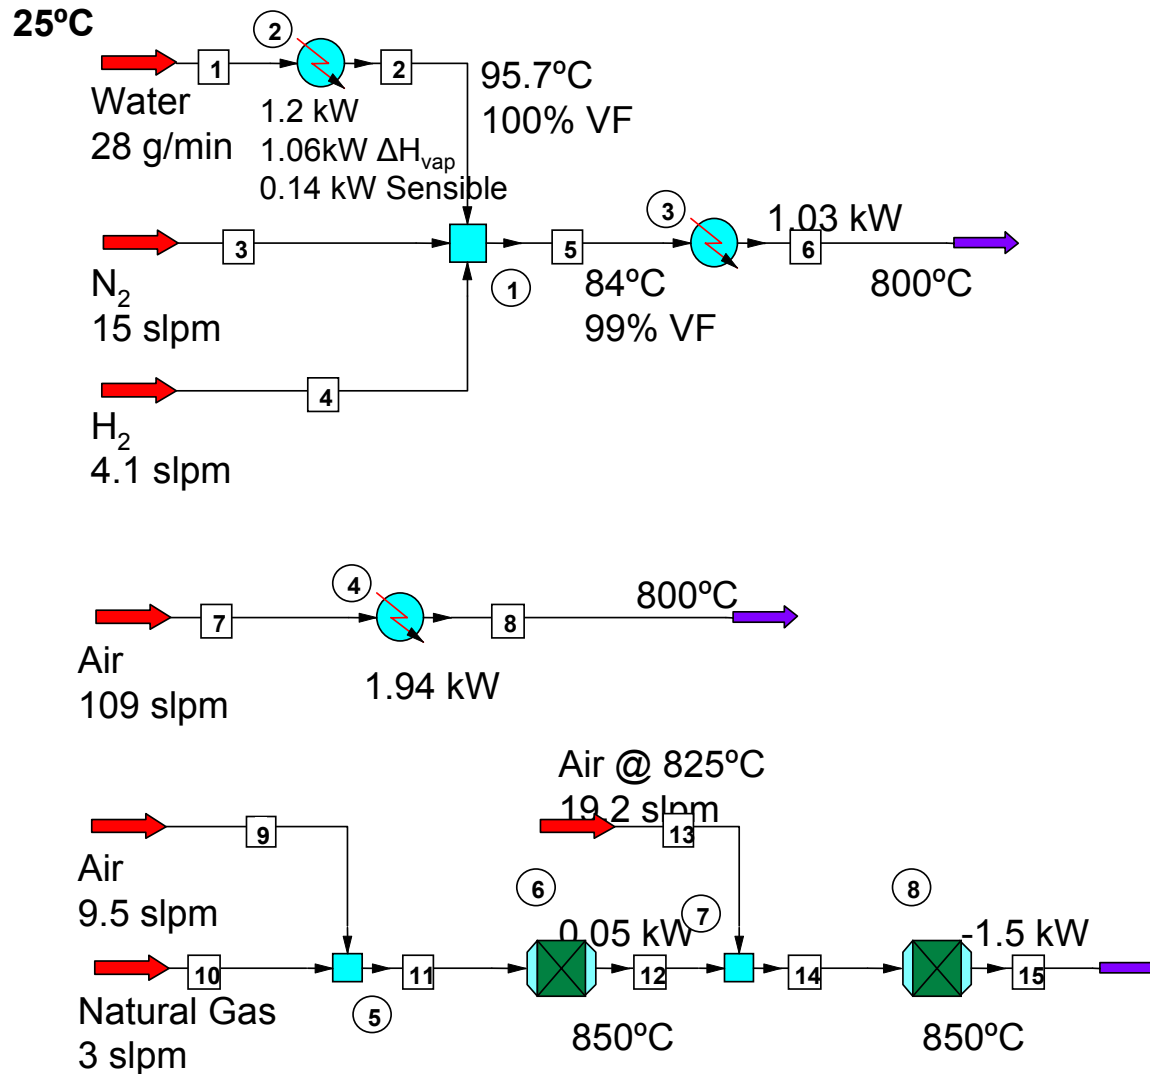 25ºC
2
1
2
Water
28 g/min
1.2 kW
1.06kW ΔHvap
0.14 kW Sensible
95.7ºC
100% VF
3
N2
15 slpm
5
1
84ºC
99% VF
3
1.03 kW
6
800ºC
4
H2
4.1 slpm
4
7
8
800ºC
Air
109 slpm
1.94 kW
Air @ 825ºC
19.2 slpm
13
9
Air
9.5 slpm
6
0.05 kW
7
8
-1.5 kW
10
11
12
14
15
Natural Gas
3 slpm
5
850ºC
850ºC